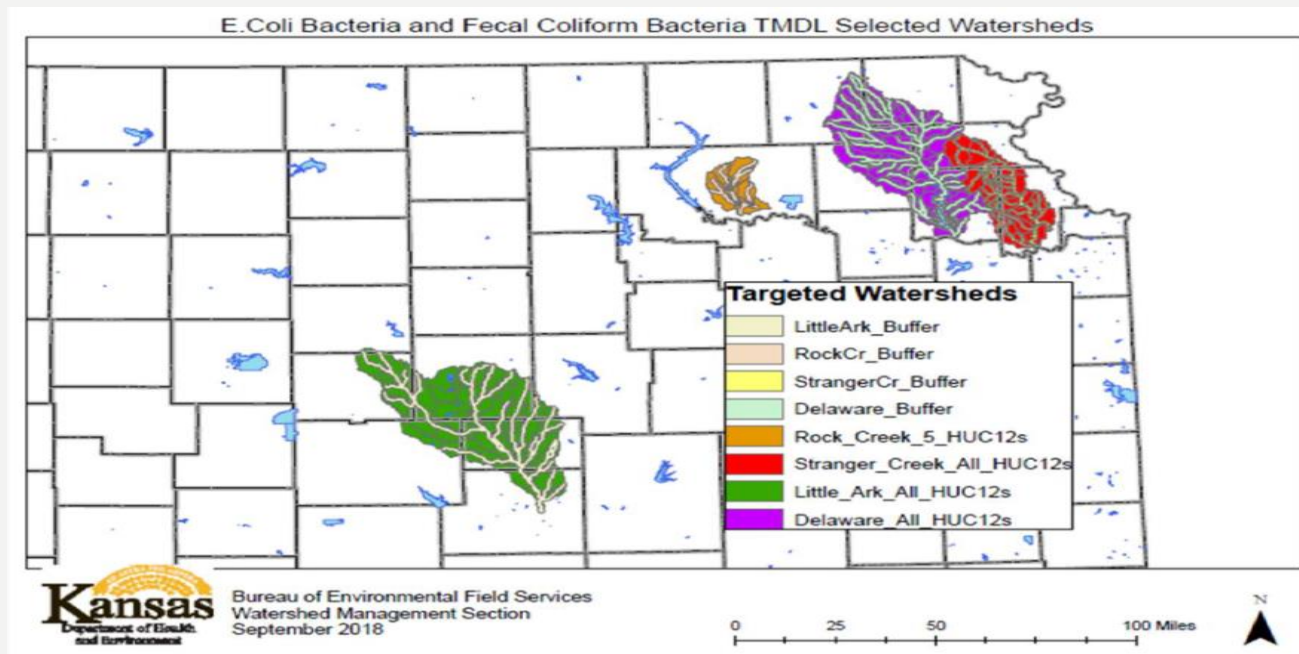 E.Coli Bacteria and Fecal Coliform Bacteria TMDL Selected Watersheds
Targeted Watersheds
LittleArk_Buffer
RockCr_Buffer
StrangerCr_Buffer
Delaware_Buffer
Rock_Creek_5_HUC12s
Stranger_Creek_All_HUC12s
Little_Ark_All_HUC12s
Delaware_All_HUC12s
Kansas
Department of Health
and Environment
Bureau of Environmental Field Services
Watershed Management Section
September 2018
0 25 50 100 Miles
N